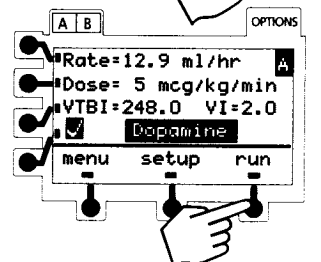 A B OPTIONS
Rate=12.9 ml/hr A
Dose= 5 mcg/kg/min
VTBI=248.0 VI=2.0
Dopamine
menu setup run